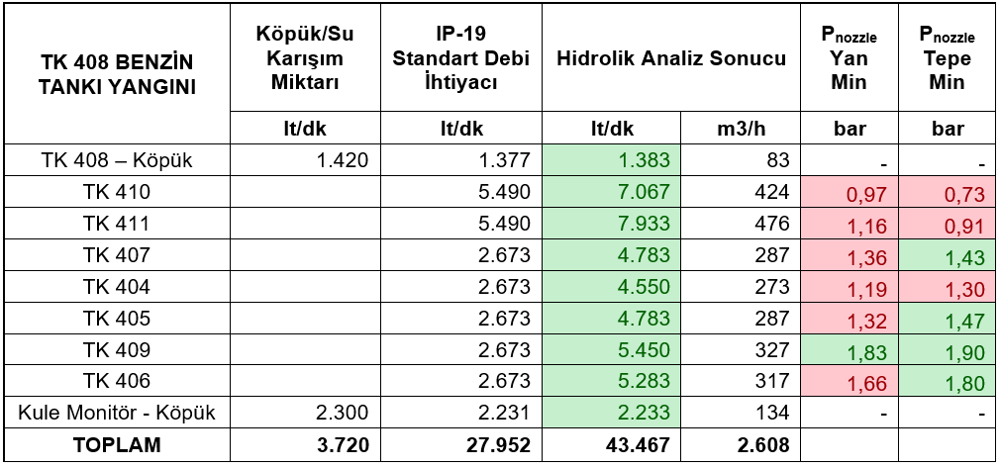 TK 408 BENZİN TANKI YANGINI | Köpük/Su Karışım Miktarı | IP-19 Standart Debi İhtiyacı | Hidrolik Analiz Sonucu | Pnozzle Yan Min | Pnozzle Tepe Min
lt/dk | lt/dk | lt/dk | m3/h | bar | bar
TK 408 – Köpük | 1.420 | 1.377 | 1.383 | 83 | - | -
TK 410 | | 5.490 | 7.067 | 424 | 0,97 | 0,73
TK 411 | | 5.490 | 7.933 | 476 | 1,16 | 0,91
TK 407 | | 2.673 | 4.783 | 287 | 1,36 | 1,43
TK 404 | | 2.673 | 4.550 | 273 | 1,19 | 1,30
TK 405 | | 2.673 | 4.783 | 287 | 1,32 | 1,47
TK 409 | | 2.673 | 5.450 | 327 | 1,83 | 1,90
TK 406 | | 2.673 | 5.283 | 317 | 1,66 | 1,80
Kule Monitör - Köpük | 2.300 | 2.231 | 2.233 | 134 | - | -
TOPLAM | 3.720 | 27.952 | 43.467 | 2.608